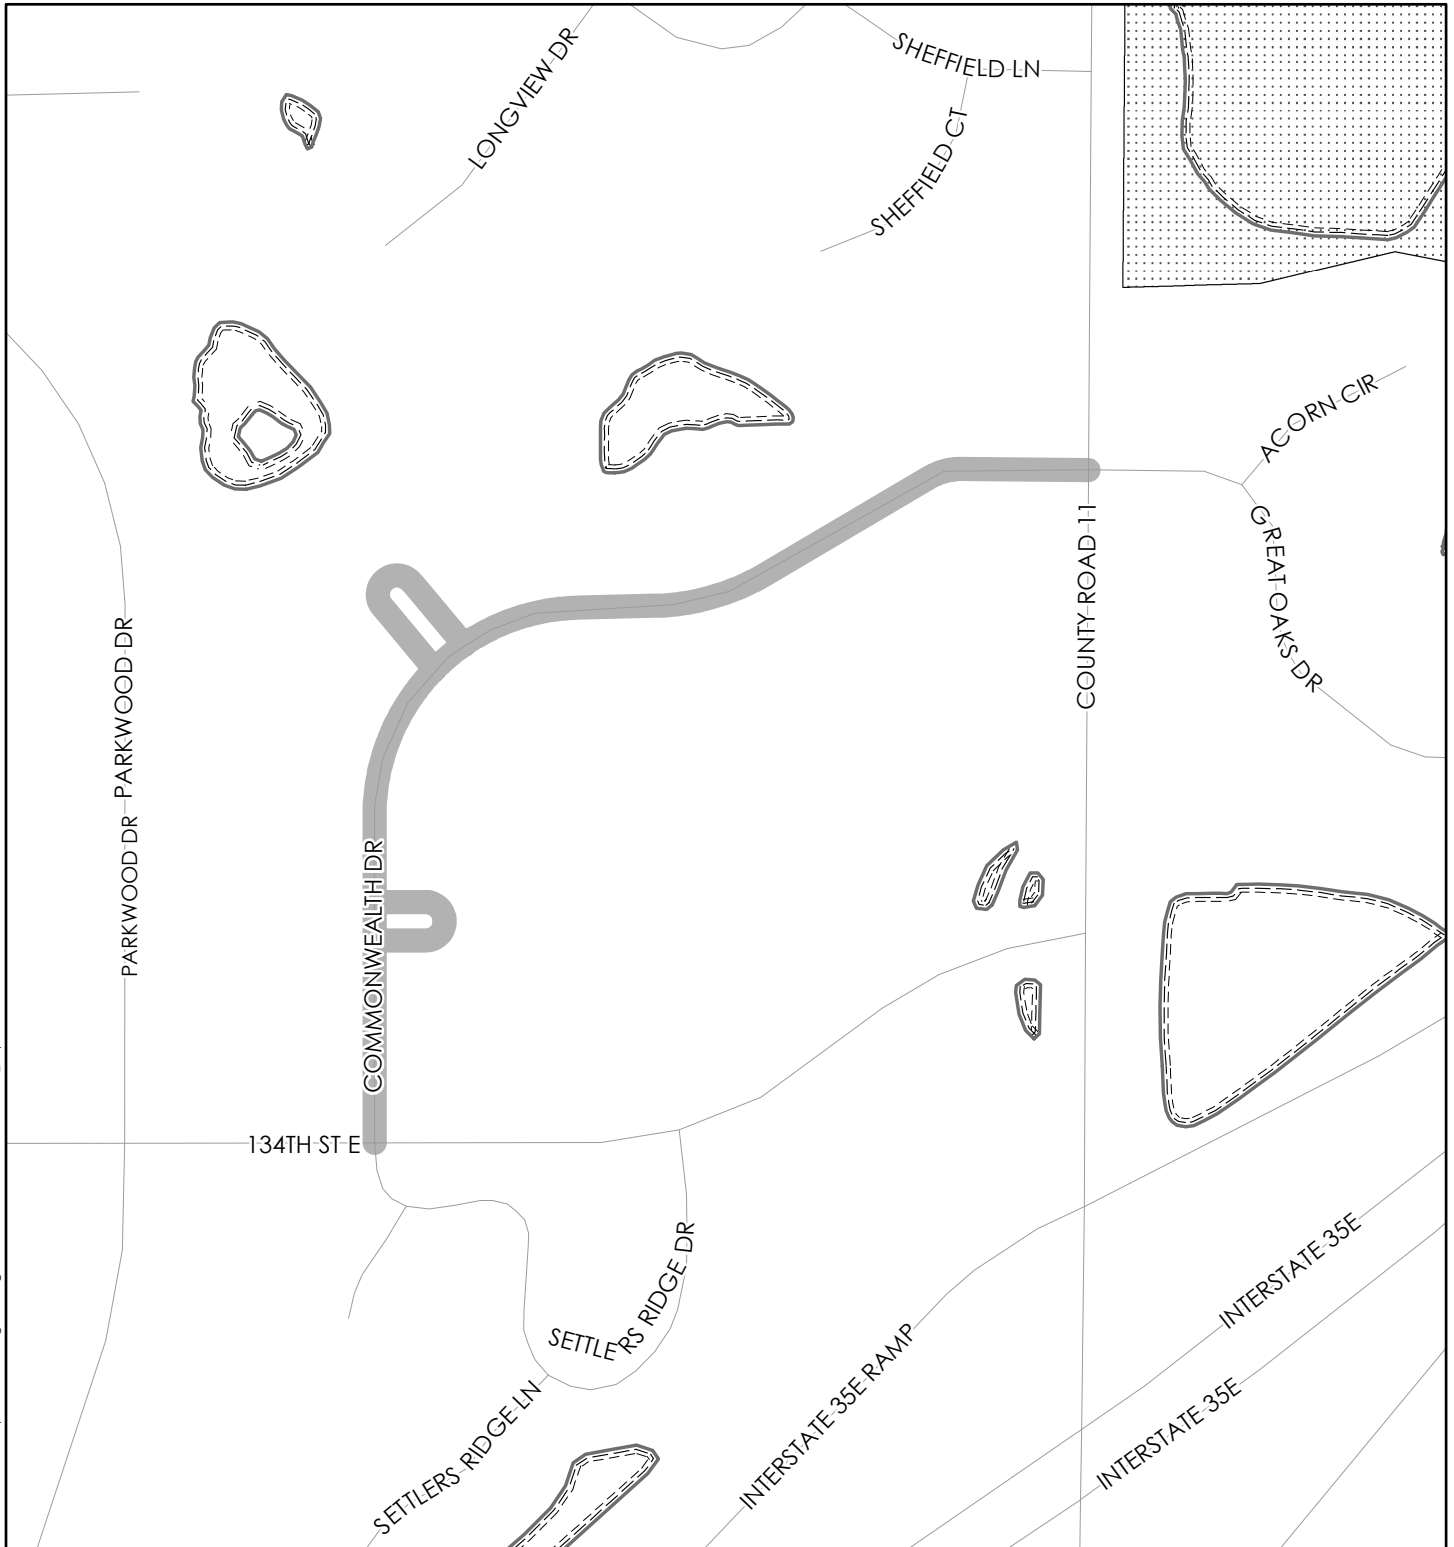 LONGVIEW DR
SHEFFIELD LN
SHEFFIELD CT
ACORN CIR
GREAT OAKS DR
COUNTY ROAD 11
PARKWOOD DR
PARKWOOD DR
COMMONWEALTH DR
134TH ST E
SETTLERS RIDGE DR
SETTLERS RIDGE LN
INTERSTATE 35E RAMP
INTERSTATE 35E
INTERSTATE 35E